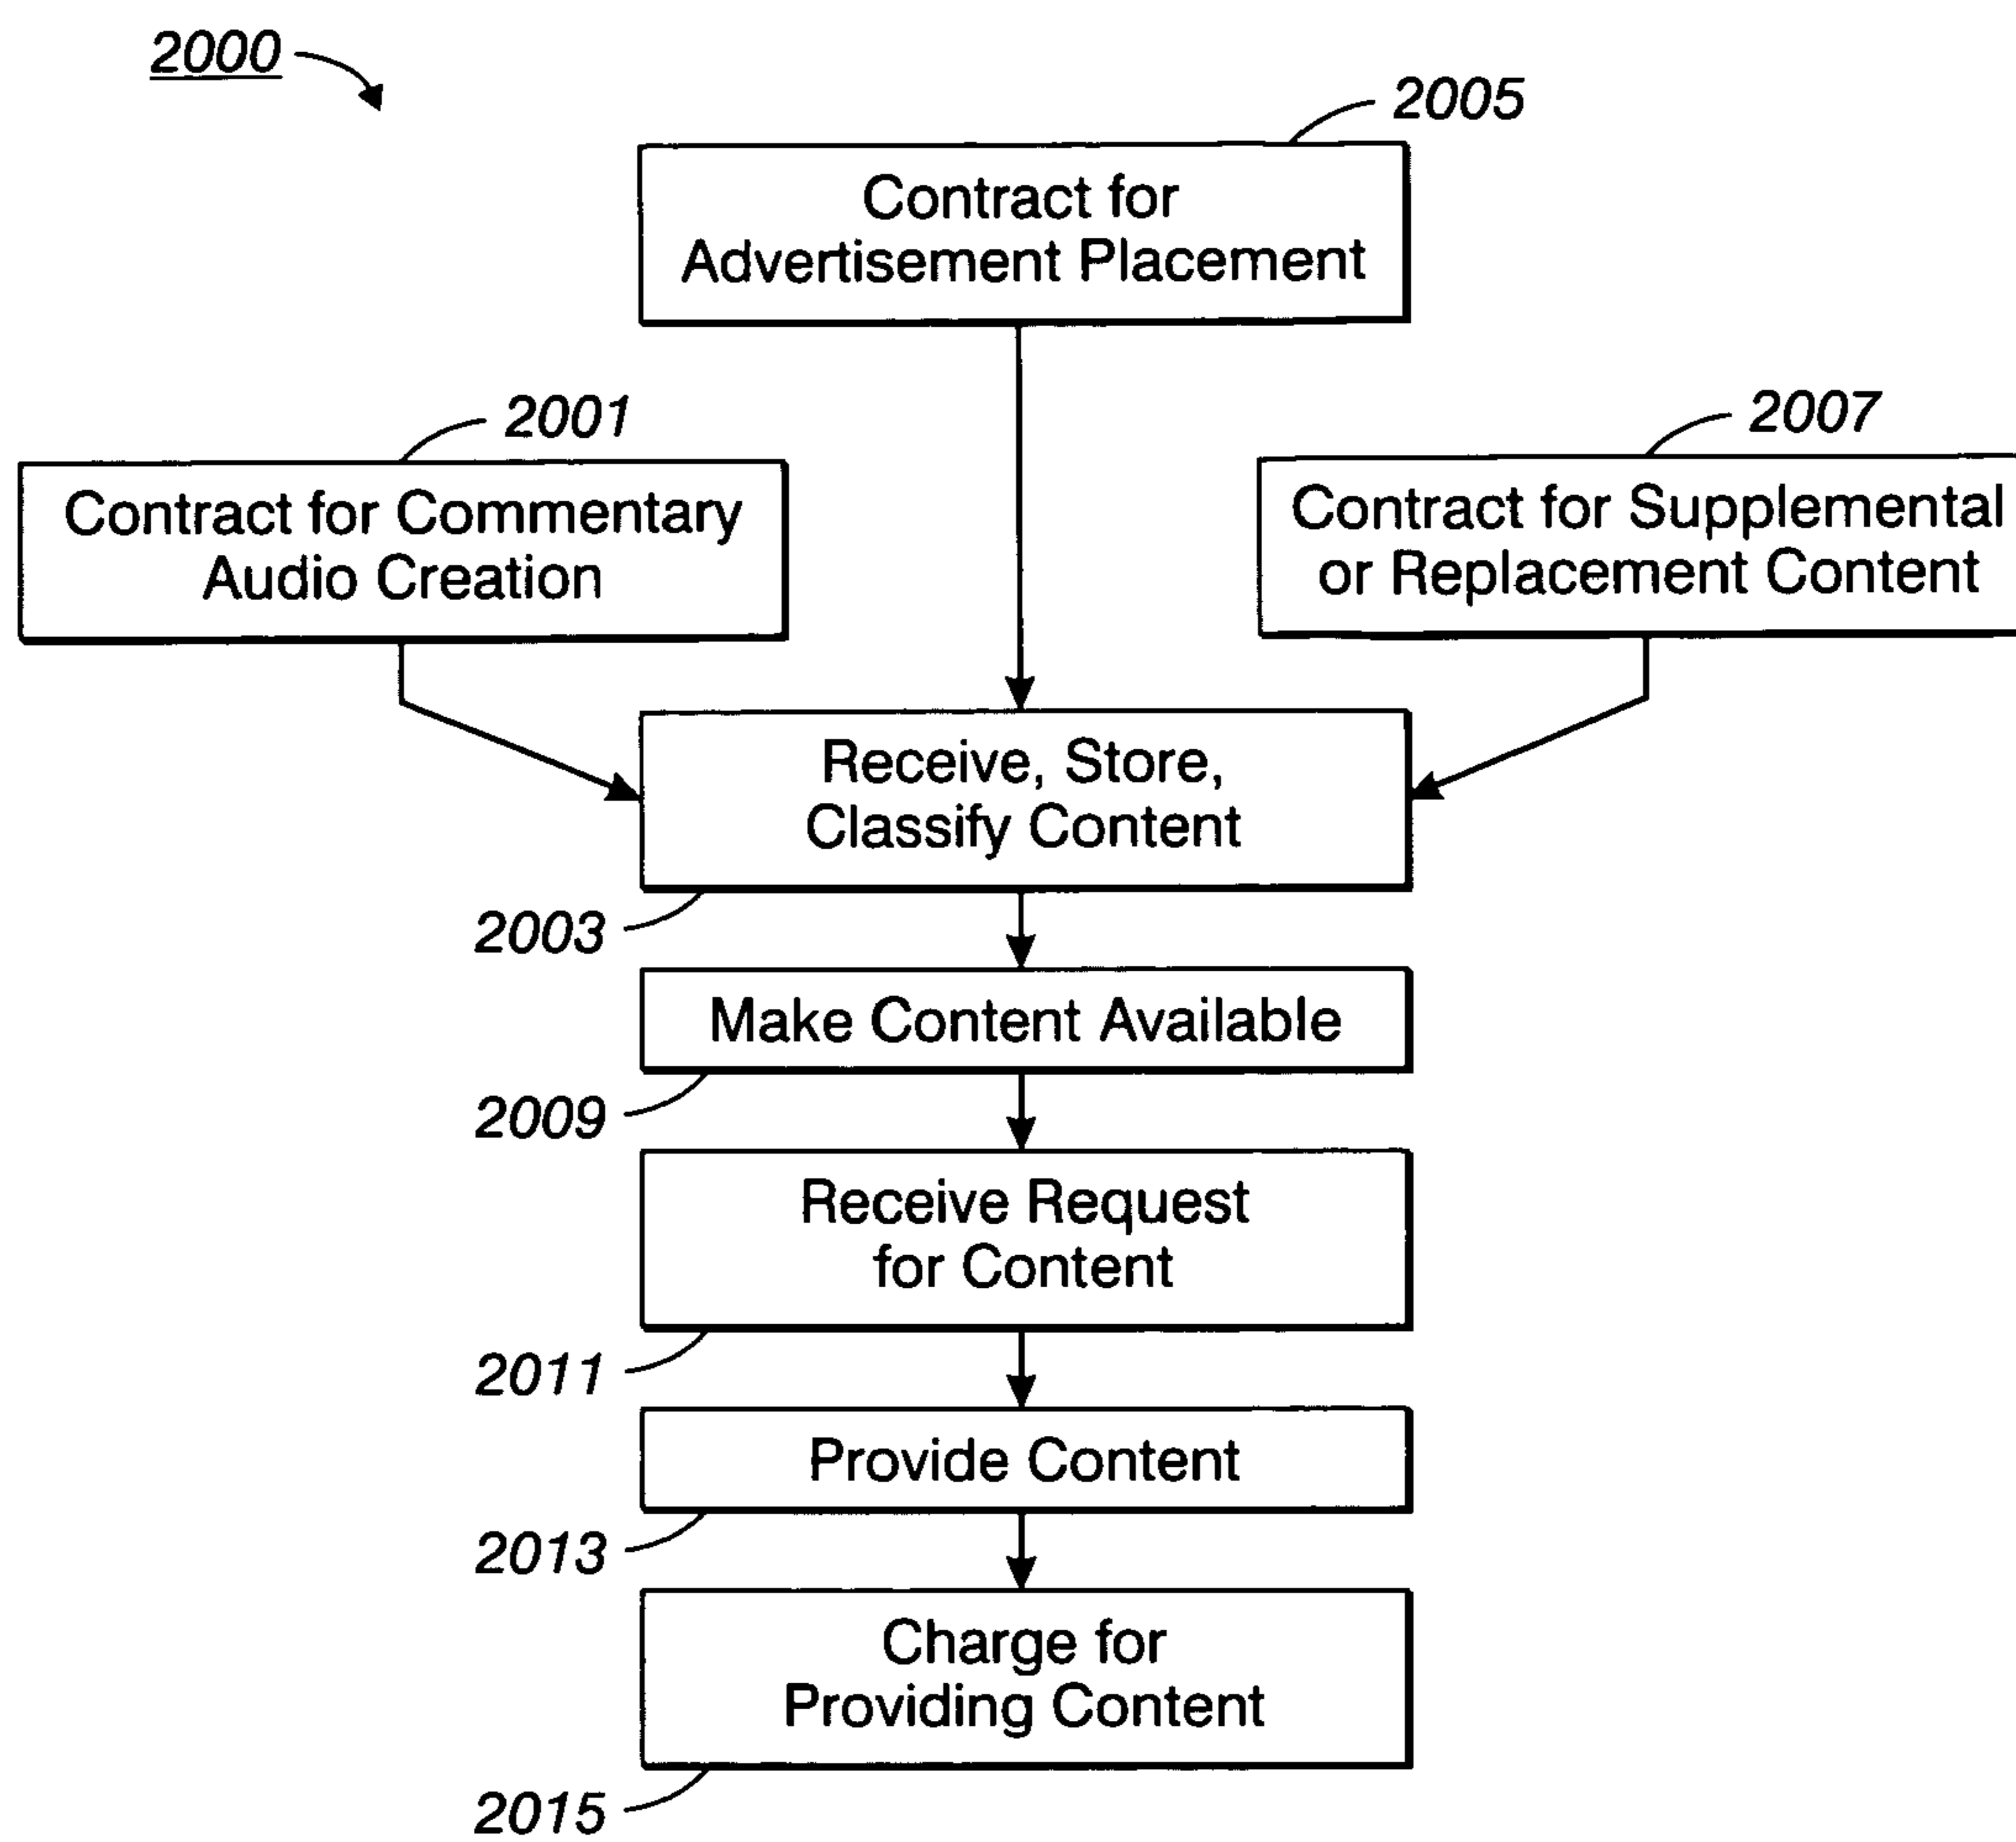 2000
2005
Contract for
Advertisement Placement
2001
Contract for Commentary
Audio Creation
2007
Contract for Supplemental
or Replacement Content
Receive, Store,
Classify Content
2003
Make Content Available
2009
Receive Request
for Content
2011
Provide Content
2013
Charge for
Providing Content
2015